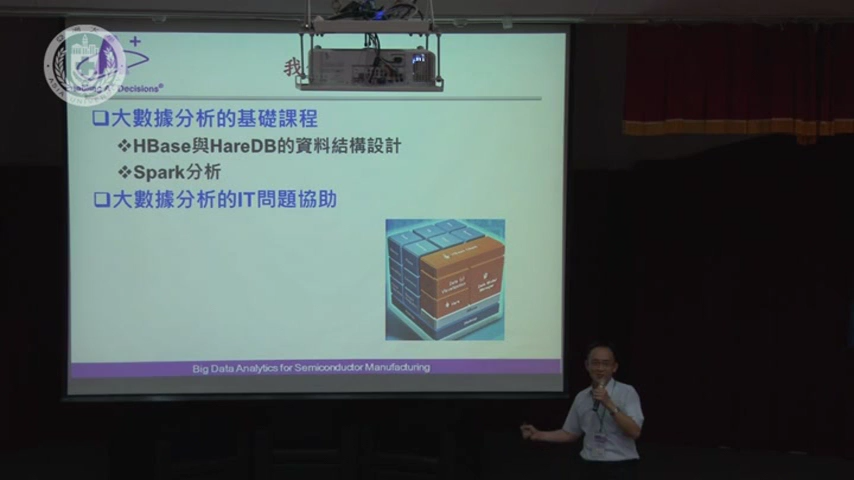 我
Decisions®
❑大數據分析的基礎課程
❖HBase與HareDB的資料結構設計
❖Spark分析
❑大數據分析的IT問題協助
Big Data Analytics for Semiconductor Manufacturing